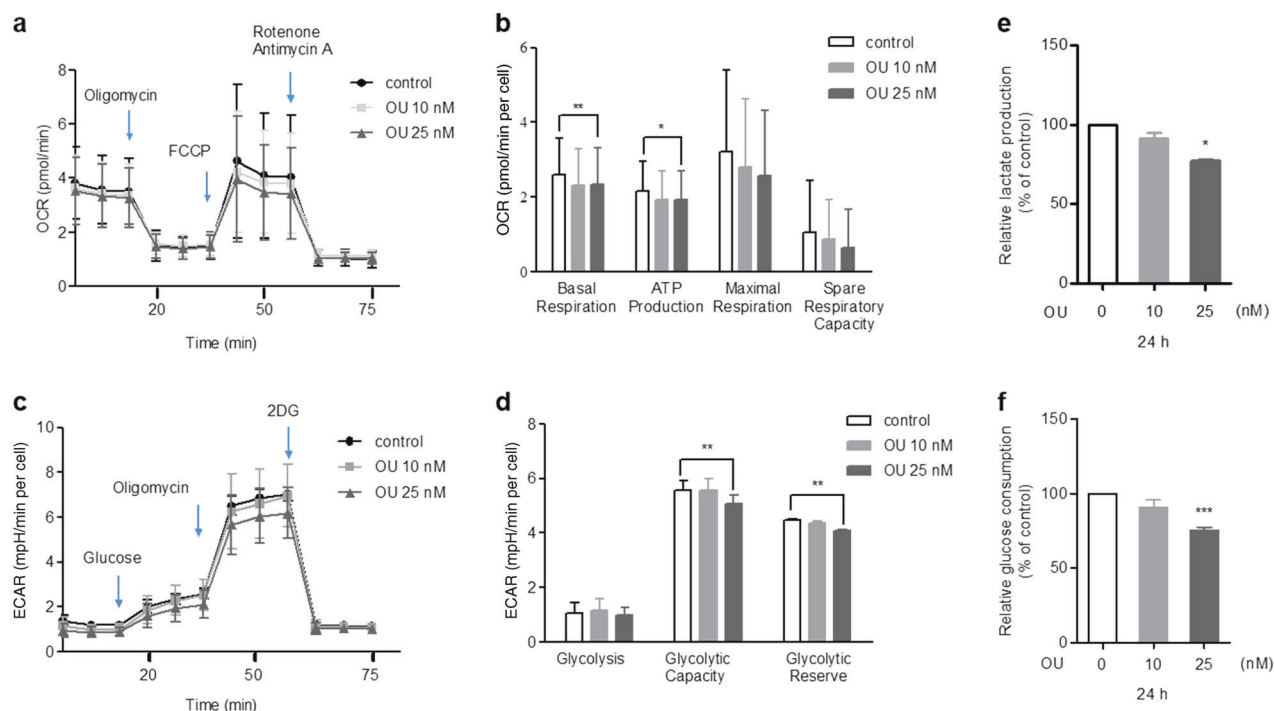 a
Rotenone
Antimycin A
Oligomycin
FCCP
control
OU 10 nM
OU 25 nM
OCR (pmol/min)
8
6
4
2
0
20
50
75
Time (min)
b
control
OU 10 nM
OU 25 nM
OCR (pmol/min per cell)
6
4
2
0
**
*
Basal
Respiration
ATP
Production
Maximal
Respiration
Spare
Respiratory
Capacity
e
Relative lactate production
(% of control)
150
100
50
0
*
OU 0 10 25 (nM)
24 h
c
2DG
Oligomycin
Glucose
control
OU 10 nM
OU 25 nM
ECAR (mpH/min per cell)
10
8
6
4
2
0
20
50
75
Time (min)
d
control
OU 10 nM
OU 25 nM
ECAR (mpH/min per cell)
8
6
4
2
0
**
**
Glycolysis
Glycolytic
Capacity
Glycolytic
Reserve
f
Relative glucose consumption
(% of control)
150
100
50
0
***
OU 0 10 25 (nM)
24 h